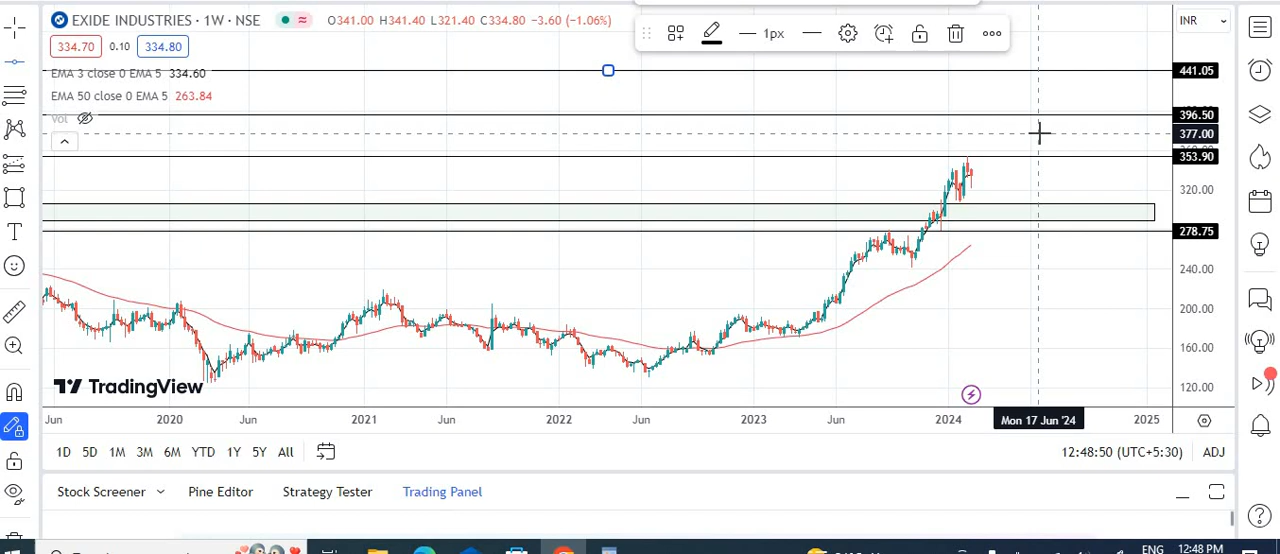 EXIDE INDUSTRIES · 1W · NSE
O341.00 H341.40 L321.40 C334.80 −3.60 (−1.06%)
INR
334.70 0.10 334.80
1px
EMA 3 close 0 EMA 5 334.60
EMA 50 close 0 EMA 5 263.84
Vol
441.05
396.50
377.00
353.90
320.00
278.75
240.00
200.00
160.00
120.00
TradingView
Jun 2020 Jun 2021 Jun 2022 Jun 2023 Jun 2024 Mon 17 Jun '24 2025
1D 5D 1M 3M 6M YTD 1Y 5Y All
12:48:50 (UTC+5:30) ADJ
Stock Screener Pine Editor Strategy Tester Trading Panel
ENG 12:48 PM